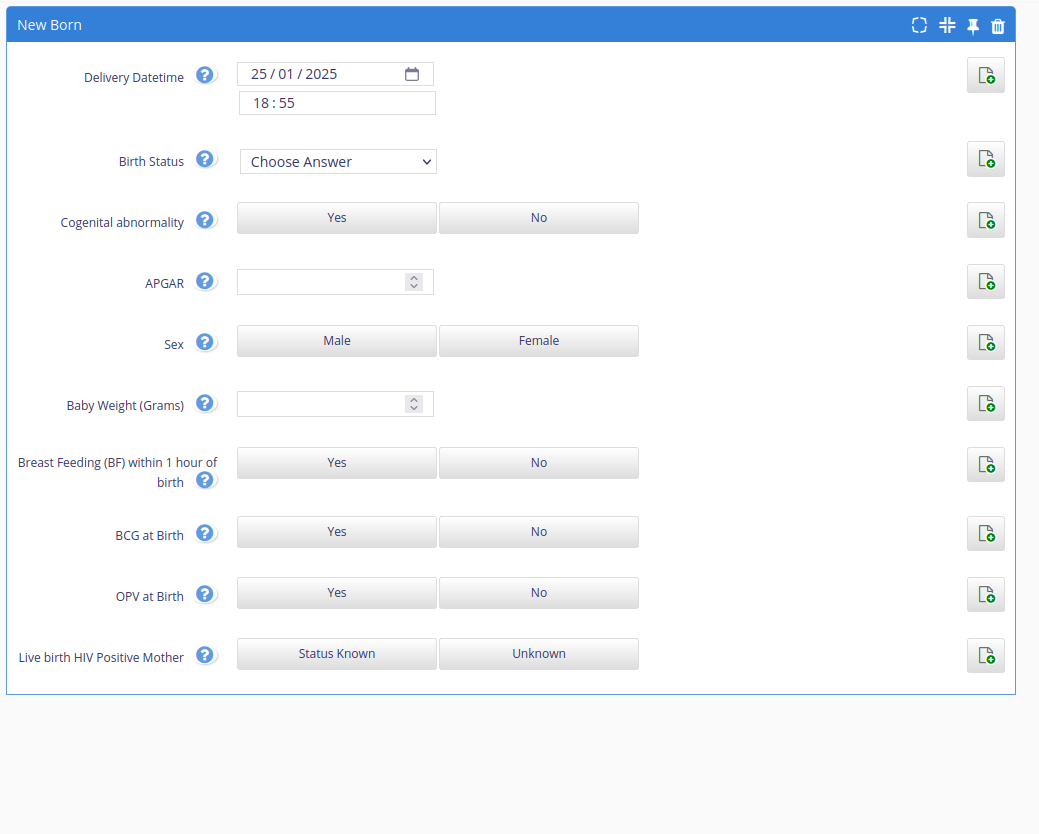 New Born
Delivery Datetime ? 25 / 01 / 2025
18 : 55
Birth Status ? Choose Answer
Cogenital abnormality ? Yes No
APGAR ?
Sex ? Male Female
Baby Weight (Grams) ?
Breast Feeding (BF) within 1 hour of Yes No
birth ?
BCG at Birth ? Yes No
OPV at Birth ? Yes No
Live birth HIV Positive Mother ? Status Known Unknown